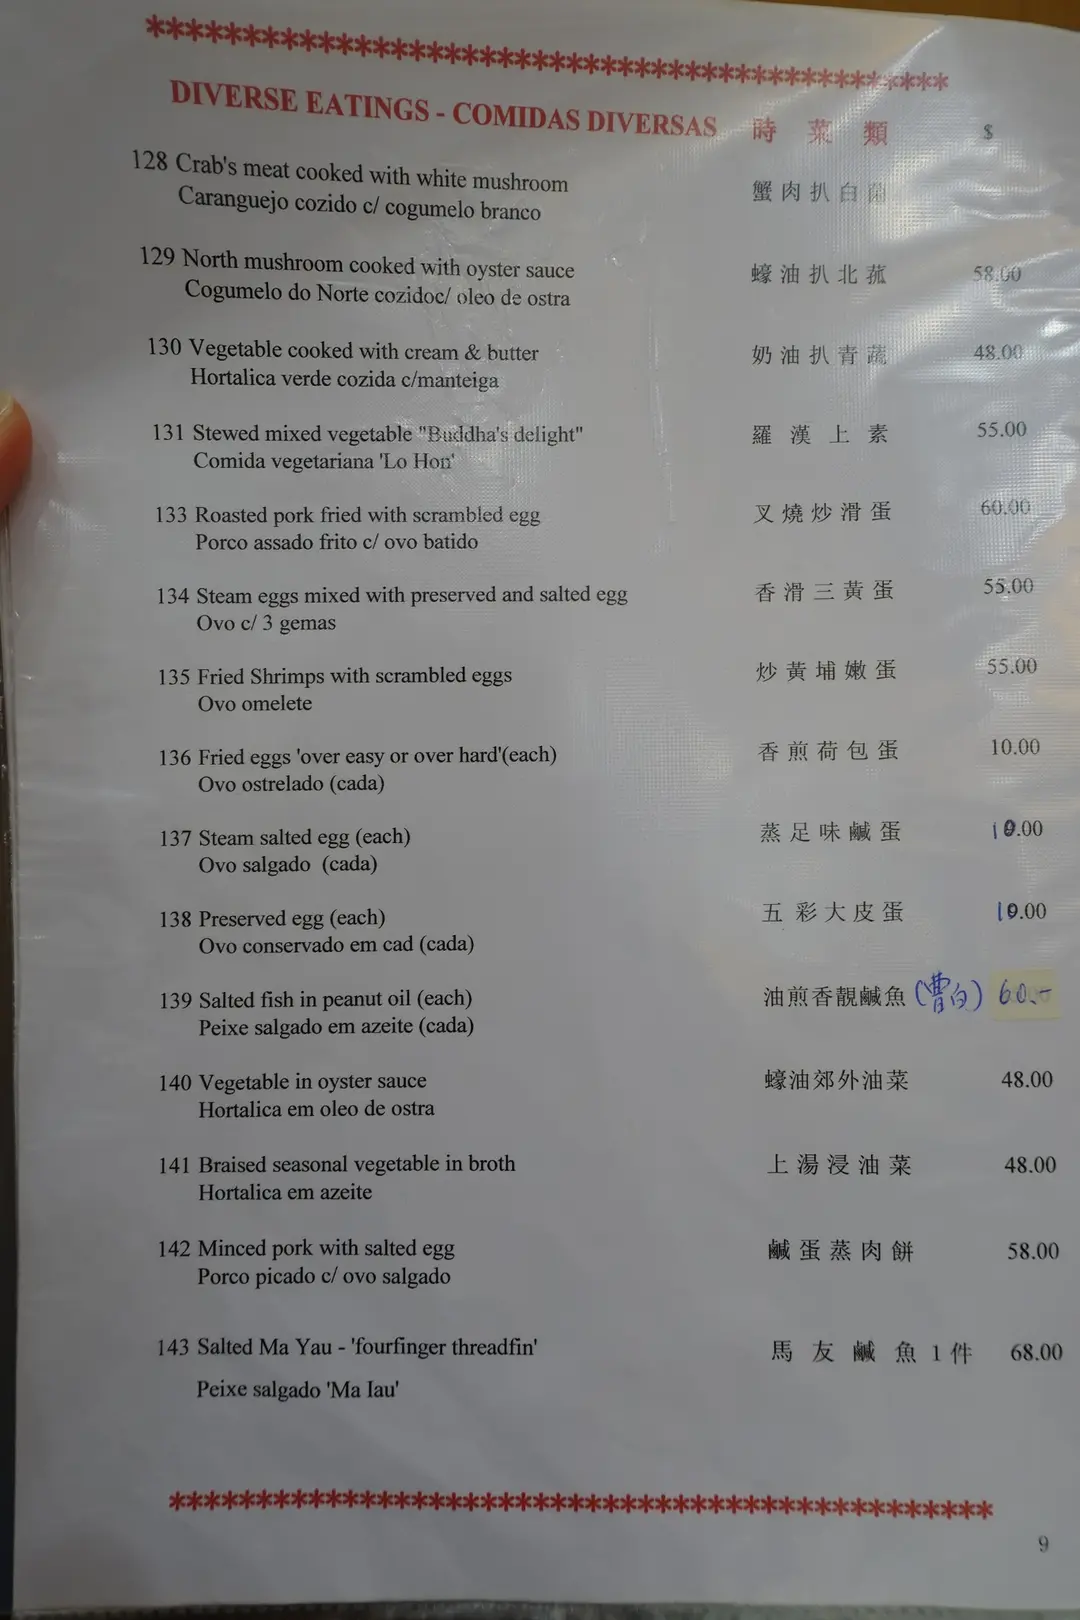 ************************************************
DIVERSE EATINGS - COMIDAS DIVERSAS 時菜類 $
128 Crab's meat cooked with white mushroom 蟹肉扒白菌
Caranguejo cozido c/ cogumelo branco
129 North mushroom cooked with oyster sauce 蠔油扒北菰 58.00
Cogumelo do Norte cozidoc/ oleo de ostra
130 Vegetable cooked with cream & butter 奶油扒青蔬 48.00
Hortalica verde cozida c/manteiga
131 Stewed mixed vegetable "Buddha's delight" 羅漢上素 55.00
Comida vegetariana 'Lo Hon'
133 Roasted pork fried with scrambled egg 叉燒炒滑蛋 60.00
Porco assado frito c/ ovo batido
134 Steam eggs mixed with preserved and salted egg 香滑三黃蛋 55.00
Ovo c/ 3 gemas
135 Fried Shrimps with scrambled eggs 炒黃埔嫩蛋 55.00
Ovo omelete
136 Fried eggs 'over easy or over hard'(each) 香煎荷包蛋 10.00
Ovo ostrelado (cada)
137 Steam salted egg (each) 蒸足味鹹蛋 10.00
Ovo salgado (cada)
138 Preserved egg (each) 五彩大皮蛋 10.00
Ovo conservado em cad (cada)
139 Salted fish in peanut oil (each) 油煎香靚鹹魚 (曹白) 60.-
Peixe salgado em azeite (cada)
140 Vegetable in oyster sauce 蠔油郊外油菜 48.00
Hortalica em oleo de ostra
141 Braised seasonal vegetable in broth 上湯浸油菜 48.00
Hortalica em azeite
142 Minced pork with salted egg 鹹蛋蒸肉餅 58.00
Porco picado c/ ovo salgado
143 Salted Ma Yau - 'fourfinger threadfin' 馬友鹹魚1件 68.00
Peixe salgado 'Ma Iau'
************************************************
9